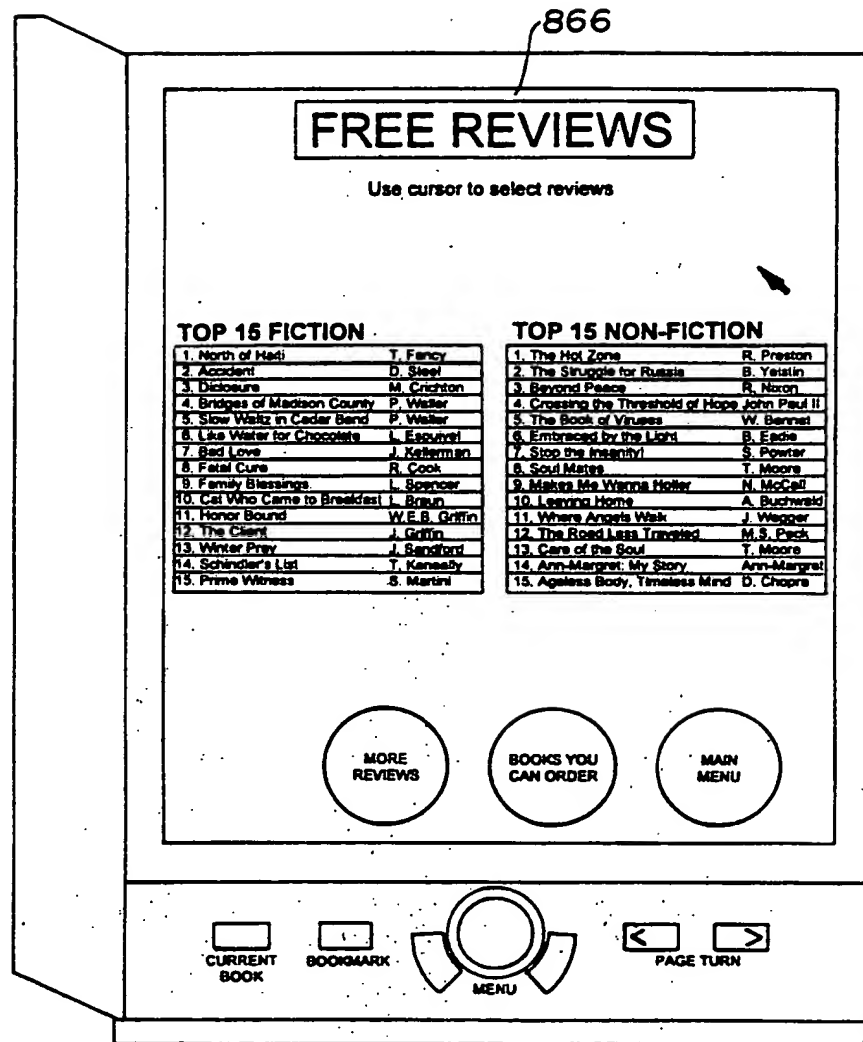 866
FREE REVIEWS
Use cursor to select reviews
TOP 15 FICTION
1. North of Haiti T. Fancy
2. Accident D. Steel
3. Diclosure M. Crichton
4. Bridges of Madison County P. Waller
5. Slow Waltz in Cedar Bend P. Waller
6. Like Water for Chocolate L. Esquivel
7. Bad Love J. Kellerman
8. Fatal Cure R. Cook
9. Family Blessings L. Spencer
10. Cat Who Came to Breakfast L. Braun
11. Honor Bound W.E.B. Griffin
12. The Client J. Griffin
13. Winter Prey J. Sandford
14. Schindler's List T. Keneally
15. Prime Witness S. Martini
TOP 15 NON-FICTION
1. The Hot Zone R. Preston
2. The Struggle for Russia B. Yelstin
3. Beyond Peace R. Nixon
4. Crossing the Threshold of Hope John Paul II
5. The Book of Viruses W. Bennet
6. Embraced by the Light B. Eadie
7. Stop the Insanity! S. Powter
8. Soul Mates T. Moore
9. Makes Me Wanna Holler N. McCall
10. Leaving Home A. Buchwald
11. Where Angels Walk J. Wegger
12. The Road Less Traveled M.S. Peck
13. Care of the Soul T. Moore
14. Ann-Margret: My Story Ann-Margret
15. Ageless Body, Timeless Mind D. Chopra
MORE
REVIEWS
BOOKS YOU
CAN ORDER
MAIN
MENU
CURRENT
BOOK
BOOKMARK
MENU
< >
PAGE TURN